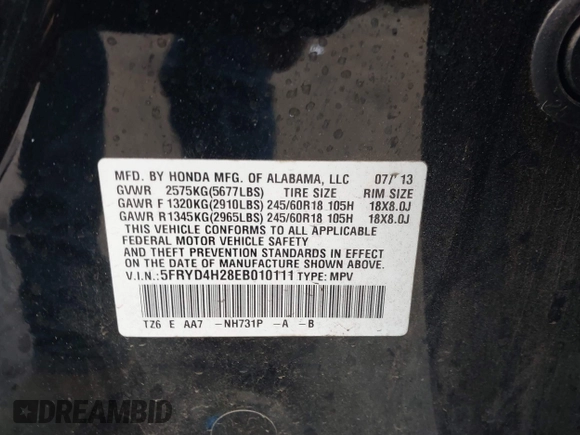 MFD. BY HONDA MFG. OF ALABAMA, LLC 07/13
GVWR 2575KG(5677LBS) TIRE SIZE RIM SIZE
GAWR F 1320KG(2910LBS) 245/60R18 105H 18X8.0J
GAWR R1345KG(2965LBS) 245/60R18 105H 18X8.0J
THIS VEHICLE CONFORMS TO ALL APPLICABLE
FEDERAL MOTOR VEHICLE SAFETY
AND THEFT PREVENTION STANDARDS IN EFFECT
ON THE DATE OF MANUFACTURE SHOWN ABOVE.
V.I.N.:5FRYD4H28EB010111 TYPE: MPV
TZ6 E AA7 -NH731P -A -B
DREAMBID